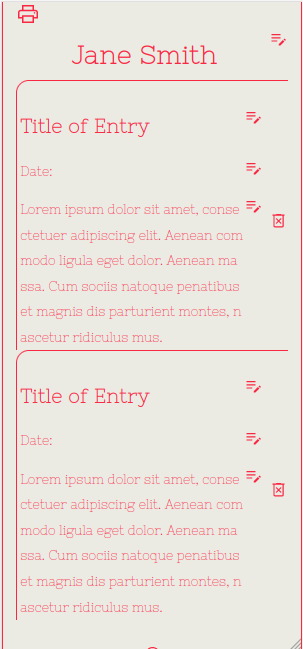 Jane Smith
Title of Entry
Date:
Lorem ipsum dolor sit amet, conse
ctetuer adipiscing elit. Aenean com
modo ligula eget dolor. Aenean ma
ssa. Cum sociis natoque penatibus
et magnis dis parturient montes, n
ascetur ridiculus mus.
Title of Entry
Date:
Lorem ipsum dolor sit amet, conse
ctetuer adipiscing elit. Aenean com
modo ligula eget dolor. Aenean ma
ssa. Cum sociis natoque penatibus
et magnis dis parturient montes, n
ascetur ridiculus mus.